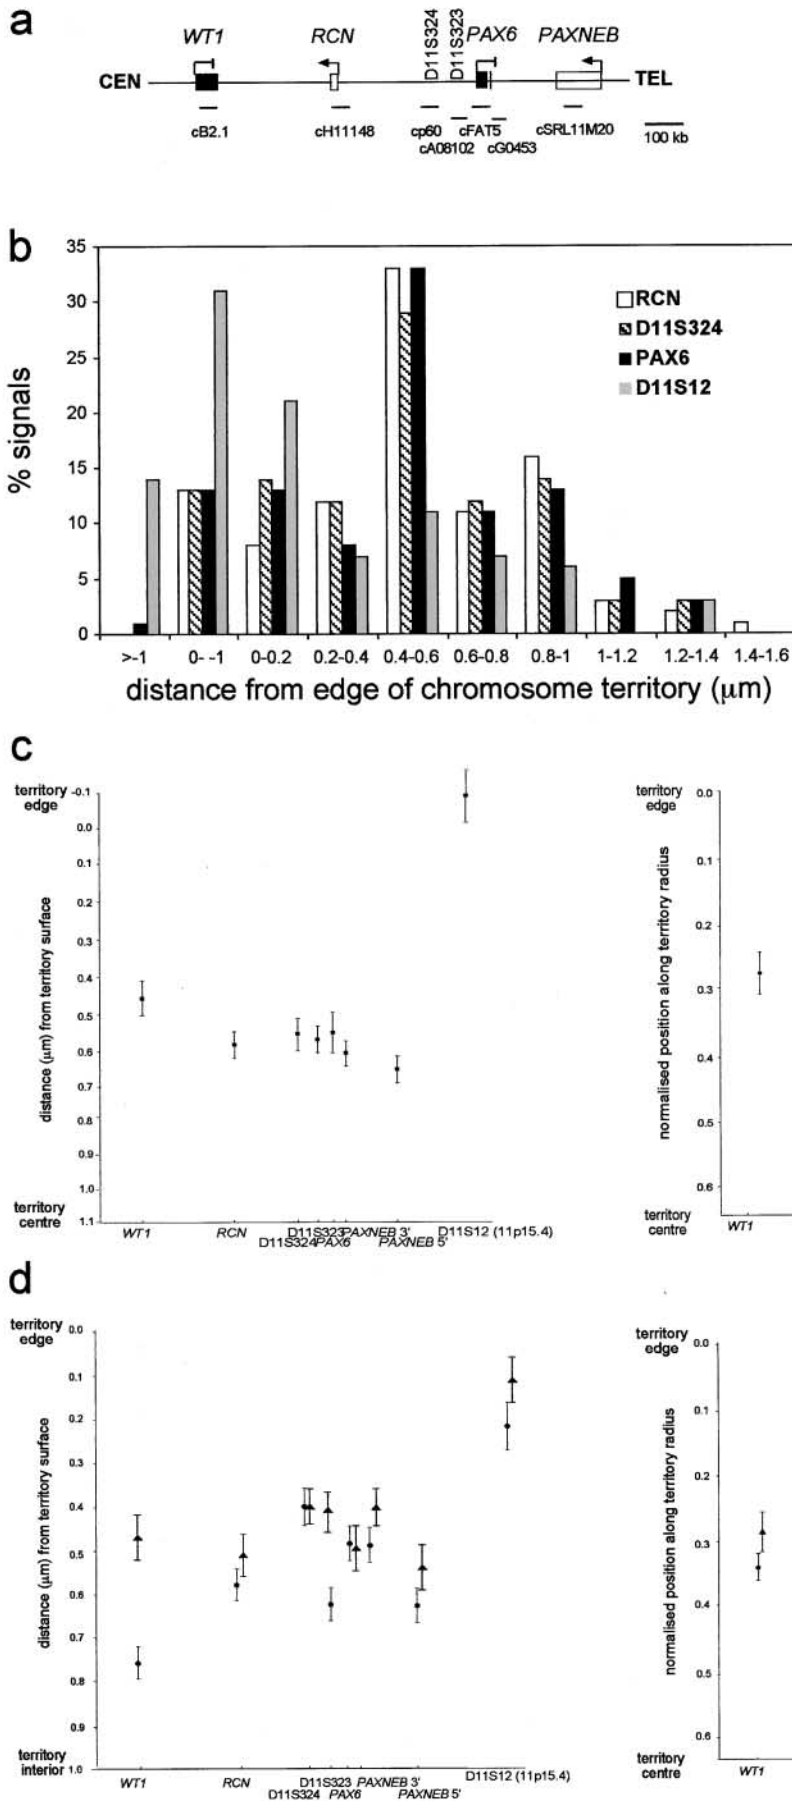 a
WT1 RCN D11S324 D11S323 PAX6 PAXNEB
CEN TEL
cB2.1 cH11148 cp60 cFAT5 cSRL11M20
cA08102 cG0453 100 kb
b
35
30
25
20
15
10
5
0
% signals
RCN
D11S324
PAX6
D11S12
>-1 0- -1 0-0.2 0.2-0.4 0.4-0.6 0.6-0.8 0.8-1 1-1.2 1.2-1.4 1.4-1.6
distance from edge of chromosome territory (μm)
c
territory edge
-0.1
0.0
0.1
0.2
0.3
0.4
0.5
0.6
0.7
0.8
0.9
1.0
1.1
distance (μm) from territory surface
territory centre
WT1 RCN D11S323 PAXNEB 3' D11S12 (11p15.4)
D11S324 PAX6 PAXNEB 5'
territory edge
0.0
0.1
0.2
0.3
0.4
0.5
0.6
normalised position along territory radius
territory centre
WT1
d
territory edge
0.0
0.1
0.2
0.3
0.4
0.5
0.6
0.7
0.8
0.9
1.0
distance (μm) from territory surface
territory interior
WT1 RCN D11S323 PAXNEB 3' D11S12 (11p15.4)
D11S324 PAX6 PAXNEB 5'
territory edge
0.0
0.1
0.2
0.3
0.4
0.5
0.6
normalised position along territory radius
territory centre
WT1